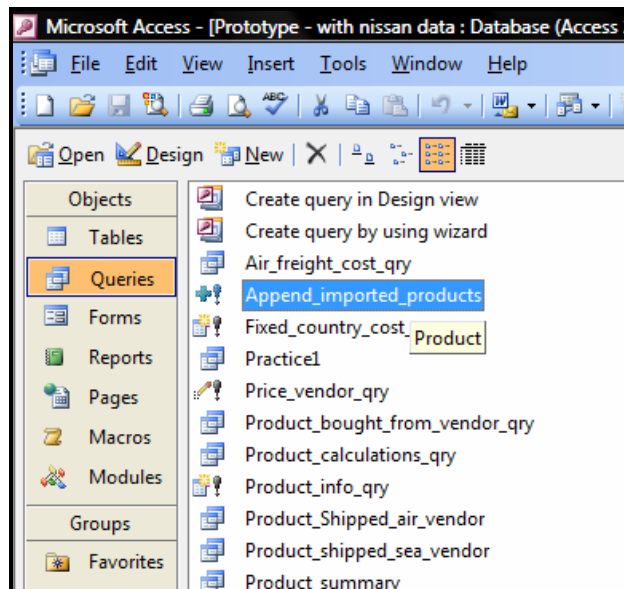 Microsoft Access - [Prototype - with nissan data : Database (Access
File Edit View Insert Tools Window Help
ABC
Open Design New
Objects
Tables
Queries
Forms
Reports
Pages
Macros
Modules
Groups
Favorites
Create query in Design view
Create query by using wizard
Air_freight_cost_qry
Append_imported_products
Fixed_country_cost_
Product
Practice1
Price_vendor_qry
Product_bought_from_vendor_qry
Product_calculations_qry
Product_info_qry
Product_Shipped_air_vendor
Product_shipped_sea_vendor
Product_summary